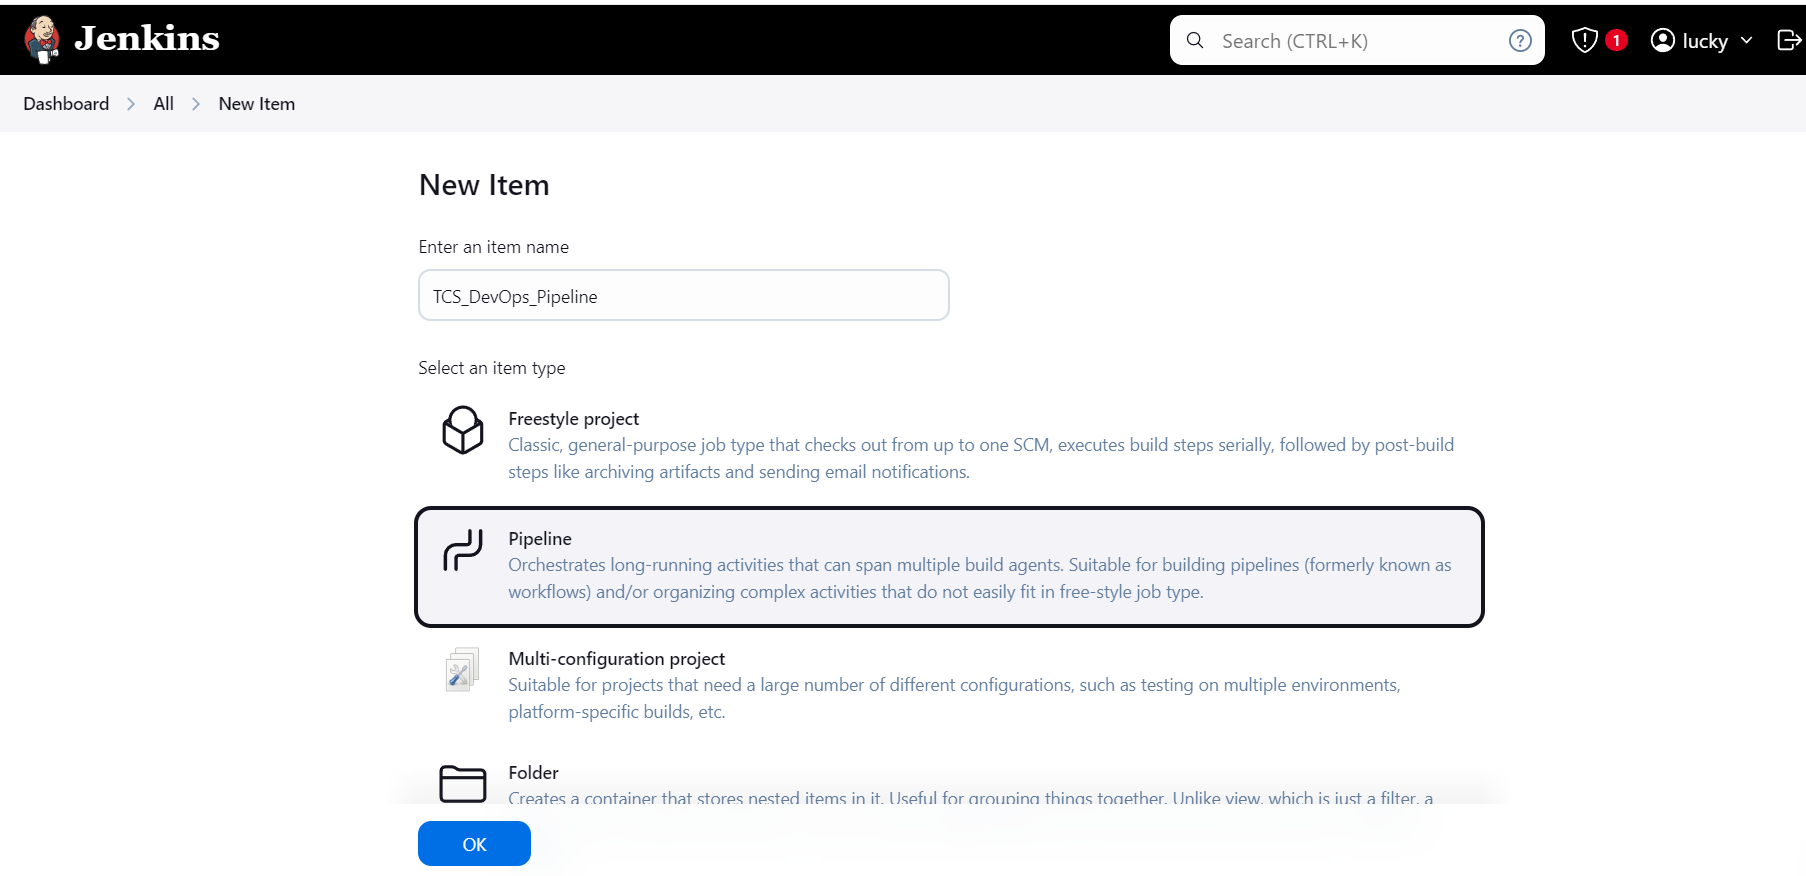 Jenkins
Search (CTRL+K)
1
lucky
Dashboard > All > New Item
New Item
Enter an item name
TCS_DevOps_Pipeline
Select an item type
Freestyle project
Classic, general-purpose job type that checks out from up to one SCM, executes build steps serially, followed by post-build
steps like archiving artifacts and sending email notifications.
Pipeline
Orchestrates long-running activities that can span multiple build agents. Suitable for building pipelines (formerly known as
workflows) and/or organizing complex activities that do not easily fit in free-style job type.
Multi-configuration project
Suitable for projects that need a large number of different configurations, such as testing on multiple environments,
platform-specific builds, etc.
Folder
Creates a container that stores nested items in it. Useful for grouping things together. Unlike view, which is just a filter, a
OK